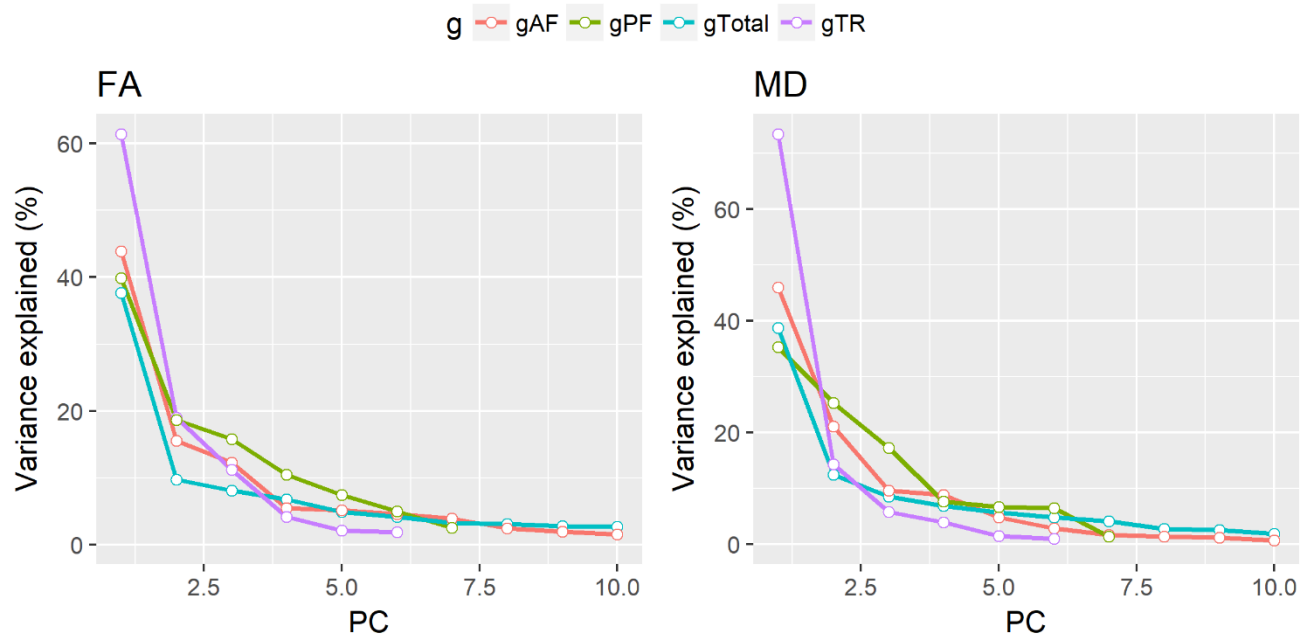 g gAF gPF gTotal gTR
FA
Variance explained (%)
60
40
20
0
2.5 5.0 7.5 10.0
PC
MD
Variance explained (%)
60
40
20
0
2.5 5.0 7.5 10.0
PC